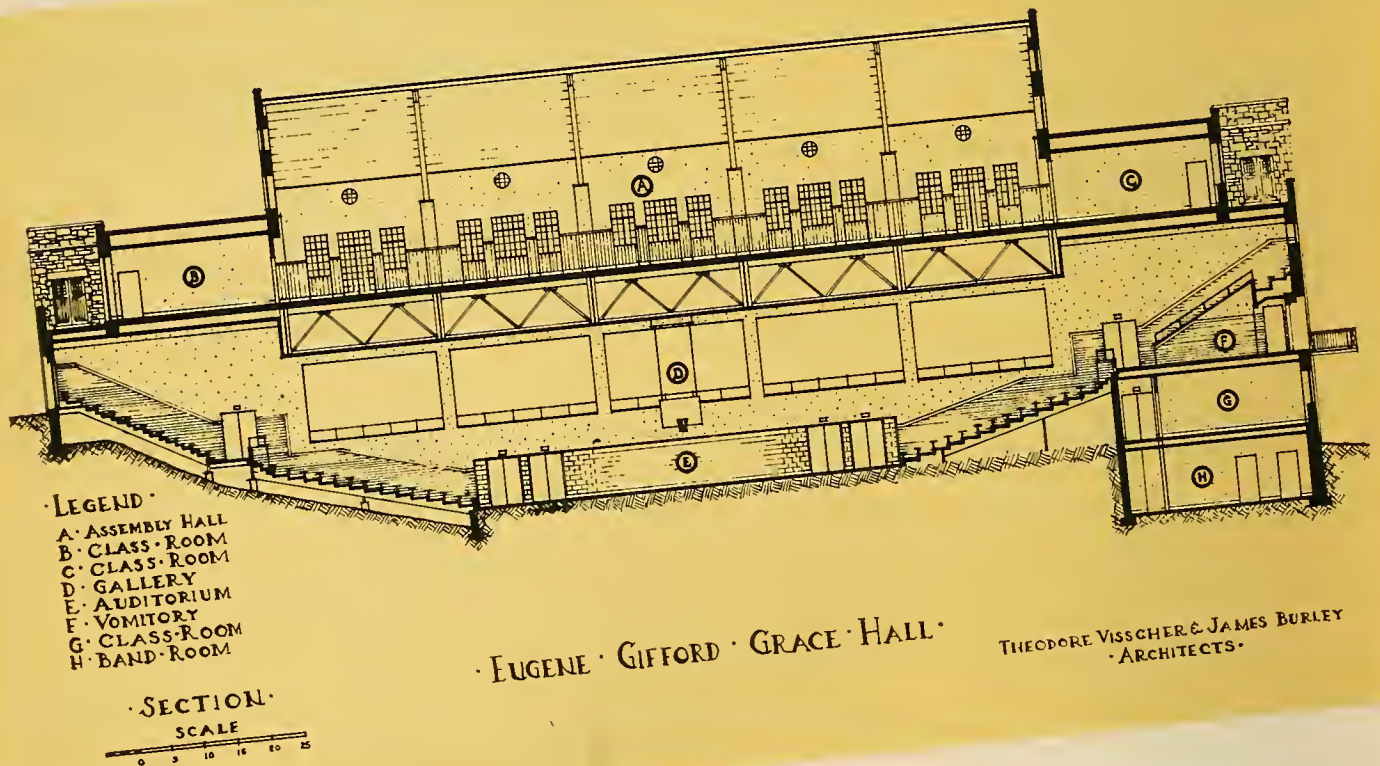 A
C
B
D
F
G
E
H
· LEGEND ·
A · ASSEMBLY HALL
B · CLASS · ROOM
C · CLASS · ROOM
D · GALLERY
E · AUDITORIUM
F · VOMITORY
G · CLASS · ROOM
H · BAND · ROOM
· SECTION ·
SCALE
0 5 10 15 20 25
· EUGENE · GIFFORD · GRACE · HALL ·
THEODORE VISSCHER & JAMES BURLEY
· ARCHITECTS ·